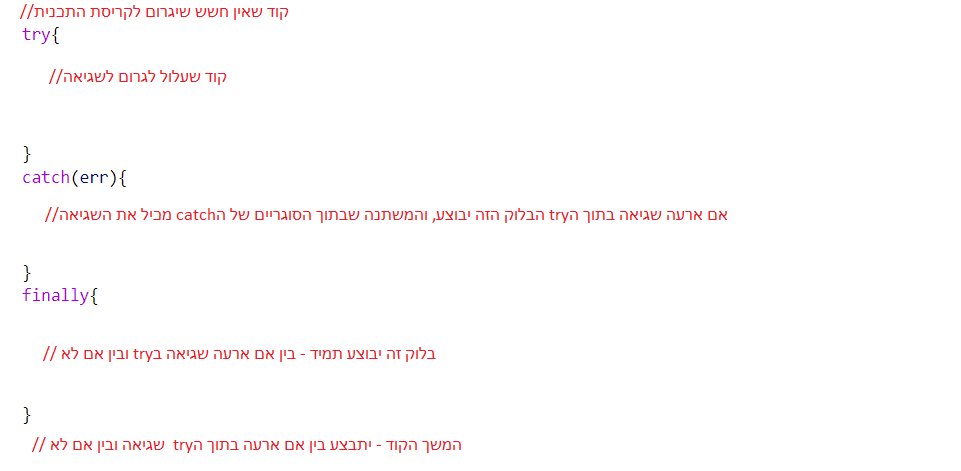 //קוד שאין חשש שיגרום לקריסת התכנית
try{
//קוד שעלול לגרום לשגיאה
}
catch(err){
//אם ארעה שגיאה בתוך הtry הבלוק הזה יבוצע, והמשתנה שבתוך הסוגריים של הcatch מכיל את השגיאה
}
finally{
// בלוק זה יבוצע תמיד - בין אם ארעה שגיאה בtry ובין אם לא
}
// המשך הקוד - יתבצע בין אם ארעה בתוך הtry שגיאה ובין אם לא